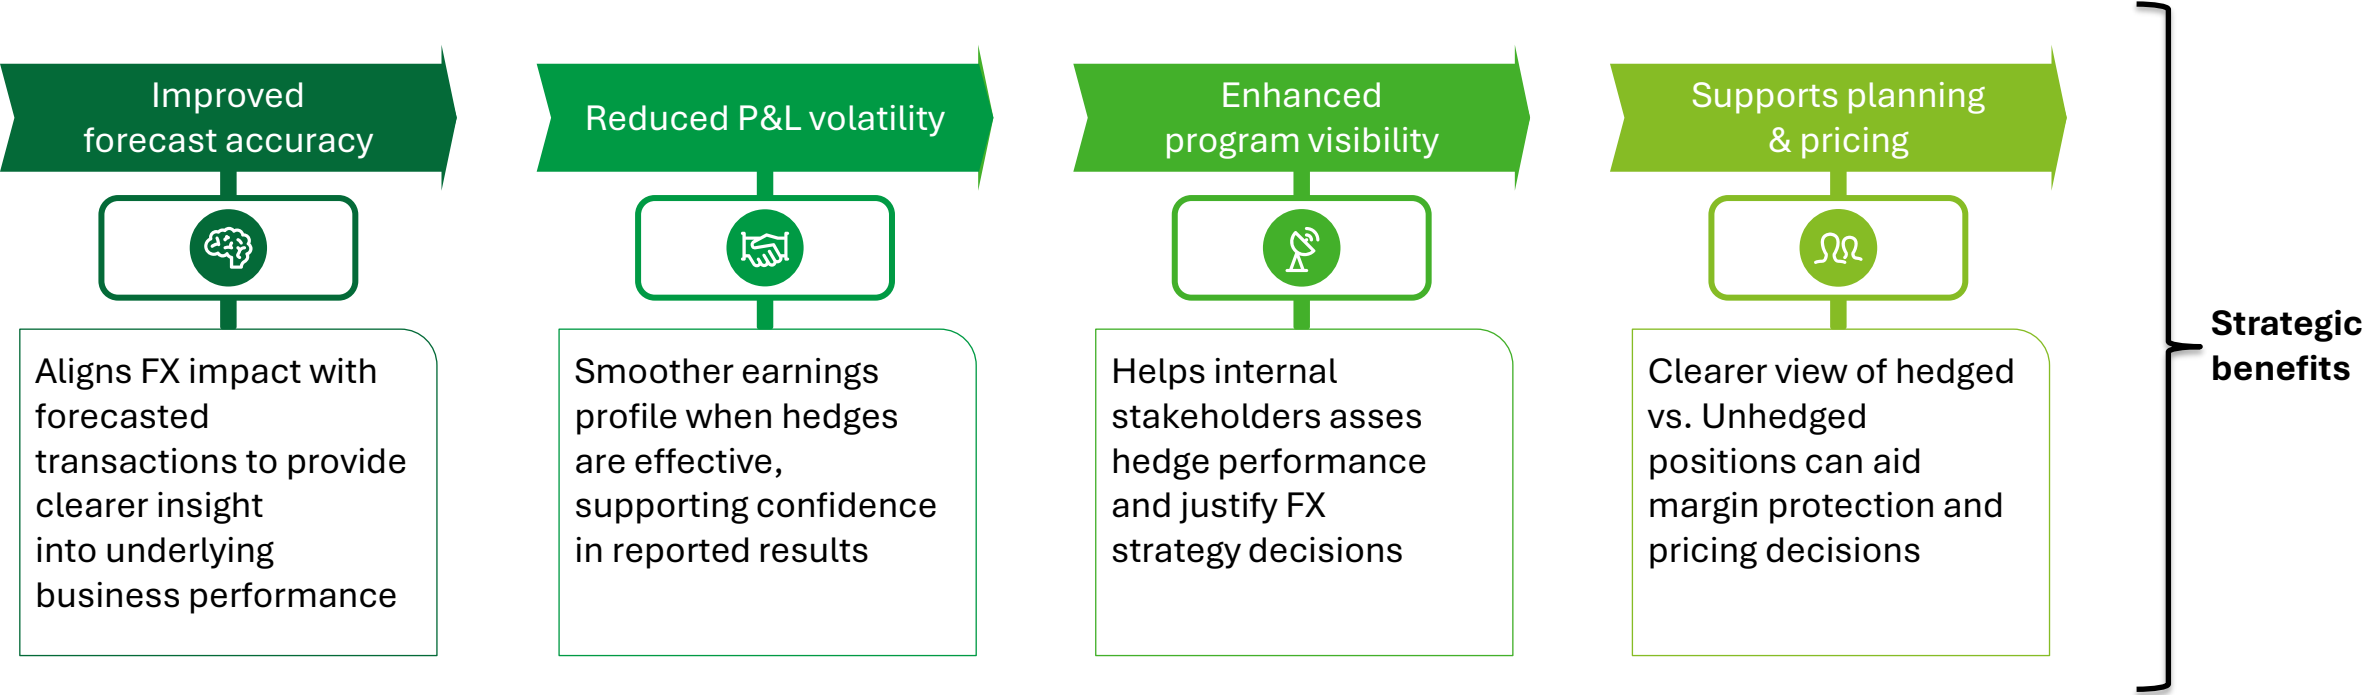 Improved
forecast accuracy
Reduced P&L volatility
Enhanced
program visibility
Supports planning
& pricing
Aligns FX impact with
forecasted
transactions to provide
clearer insight
into underlying
business performance
Smoother earnings
profile when hedges
are effective,
supporting confidence
in reported results
Helps internal
stakeholders asses
hedge performance
and justify FX
strategy decisions
Clearer view of hedged
vs. Unhedged
positions can aid
margin protection and
pricing decisions
Strategic
benefits